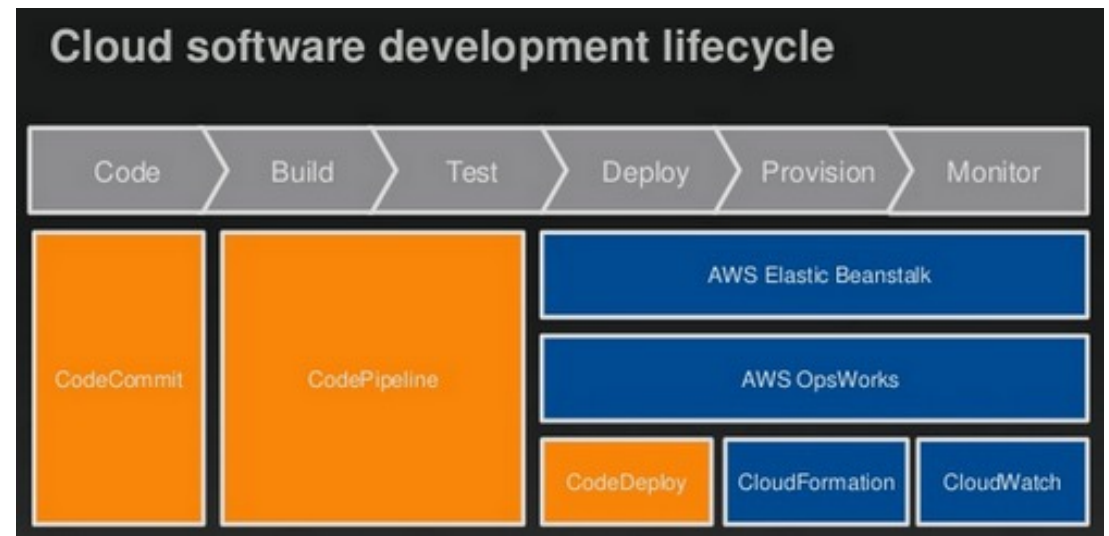 Cloud software development lifecycle
Code
Build
Test
Deploy
Provision
Monitor
CodeCommit
CodePipeline
AWS Elastic Beanstalk
AWS OpsWorks
CodeDeploy
CloudFormation
CloudWatch